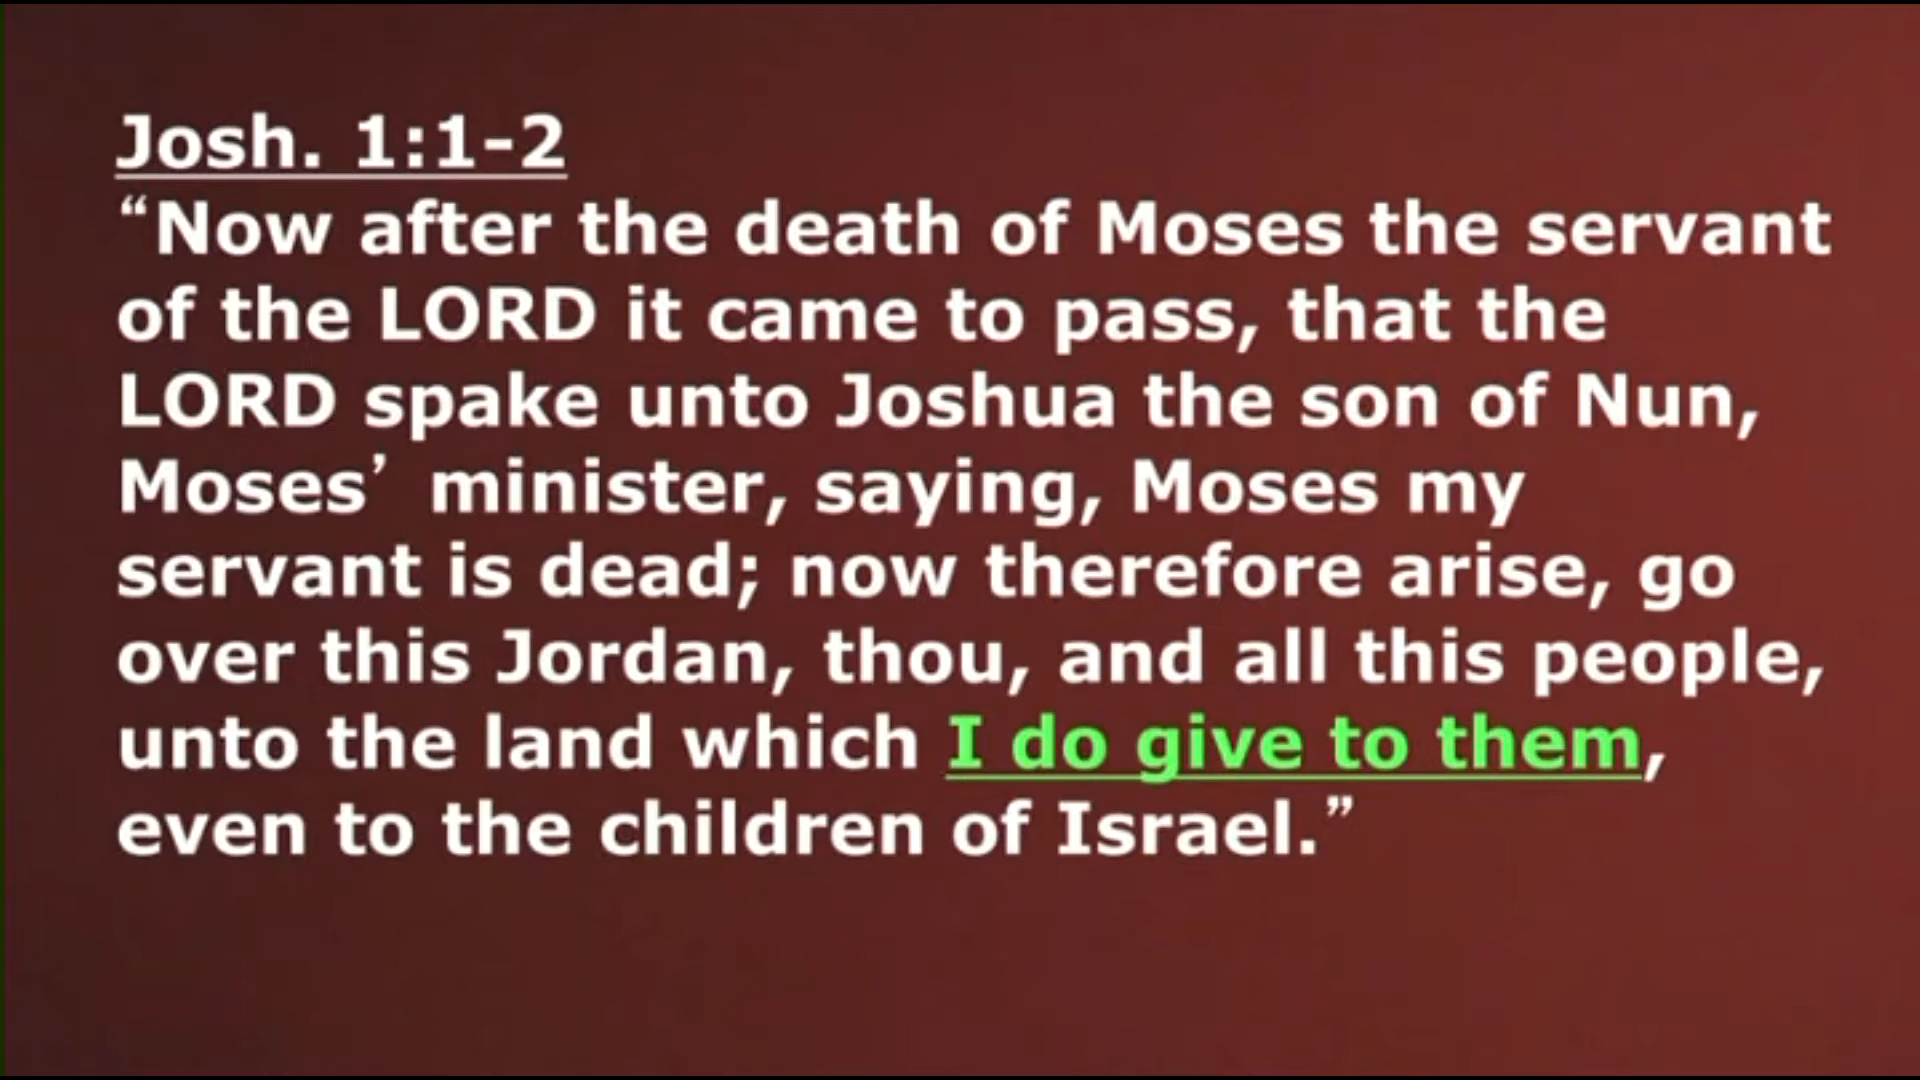 Josh. 1:1-2
“Now after the death of Moses the servant
of the LORD it came to pass, that the
LORD spake unto Joshua the son of Nun,
Moses’ minister, saying, Moses my
servant is dead; now therefore arise, go
over this Jordan, thou, and all this people,
unto the land which I do give to them,
even to the children of Israel.”